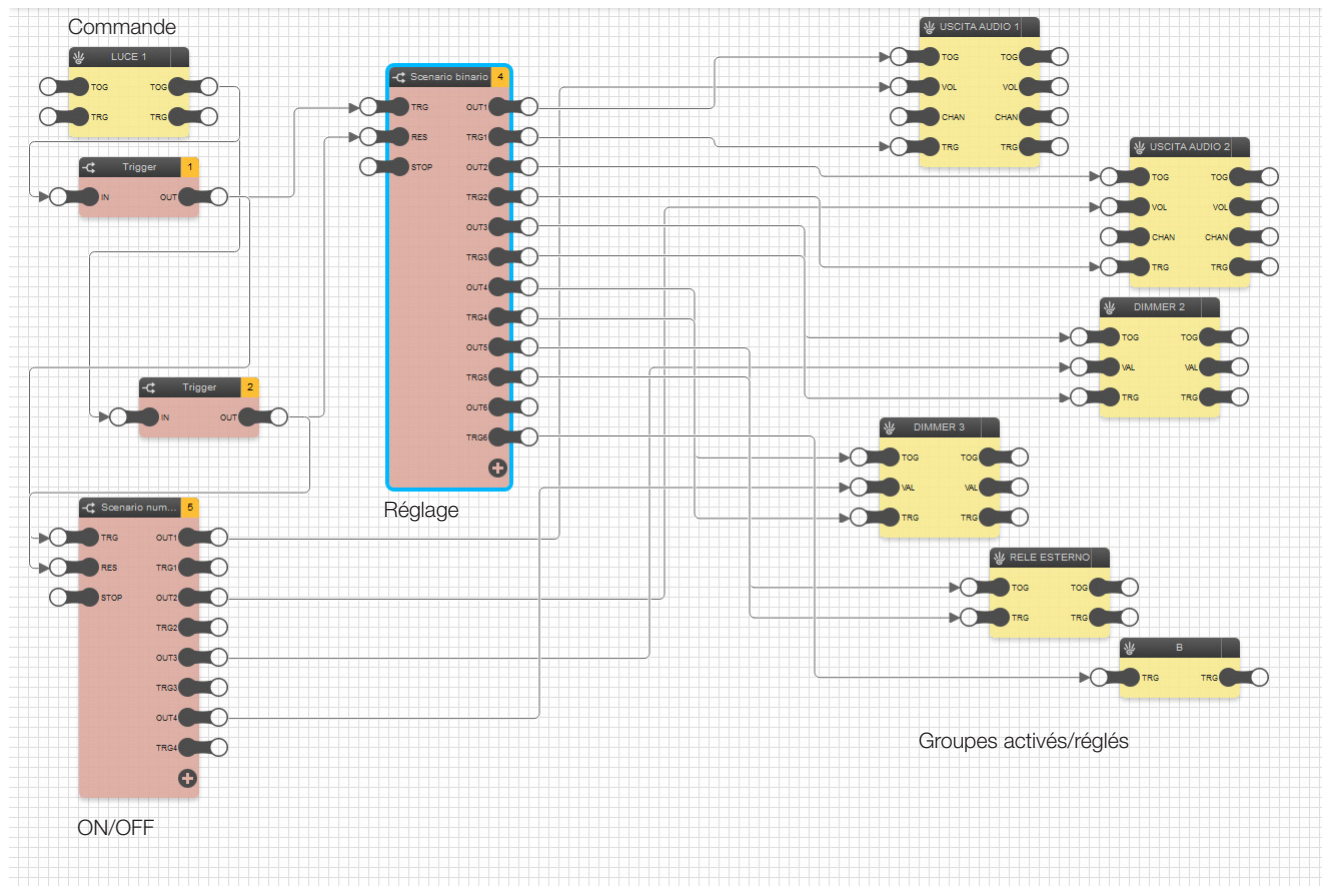 Commande
LUCE 1
TOG TOG
TRG TRG
Trigger 1
IN OUT
Trigger 2
IN OUT
Scenario num... 5
TRG OUT1
RES TRG1
STOP OUT2
TRG2
OUT3
TRG3
OUT4
TRG4
ON/OFF
Scenario binario 4
TRG OUT1
RES TRG1
STOP OUT2
TRG2
OUT3
TRG3
OUT4
TRG4
OUT5
TRG5
OUT6
TRG6
Réglage
USCITA AUDIO 1
TOG TOG
VOL VOL
CHAN CHAN
TRG TRG
USCITA AUDIO 2
TOG TOG
VOL VOL
CHAN CHAN
TRG TRG
DIMMER 2
TOG TOG
VAL VAL
TRG TRG
DIMMER 3
TOG TOG
VAL VAL
TRG TRG
RELE ESTERNO
TOG TOG
TRG TRG
B
TRG TRG
Groupes activés/réglés